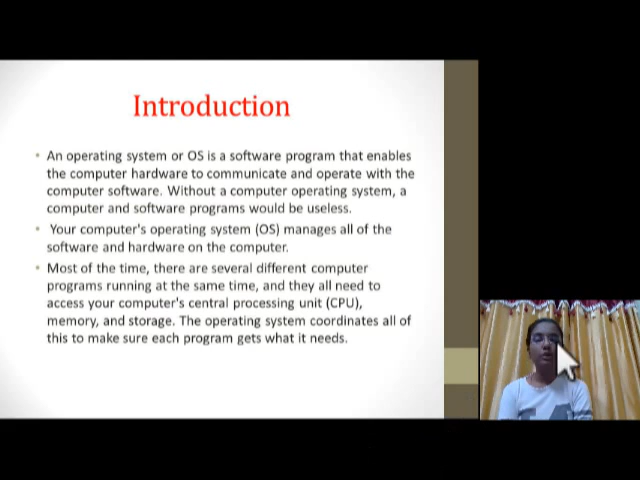 Introduction
• An operating system or OS is a software program that enables
the computer hardware to communicate and operate with the
computer software. Without a computer operating system, a
computer and software programs would be useless.
• Your computer's operating system (OS) manages all of the
software and hardware on the computer.
• Most of the time, there are several different computer
programs running at the same time, and they all need to
access your computer's central processing unit (CPU),
memory, and storage. The operating system coordinates all of
this to make sure each program gets what it needs.